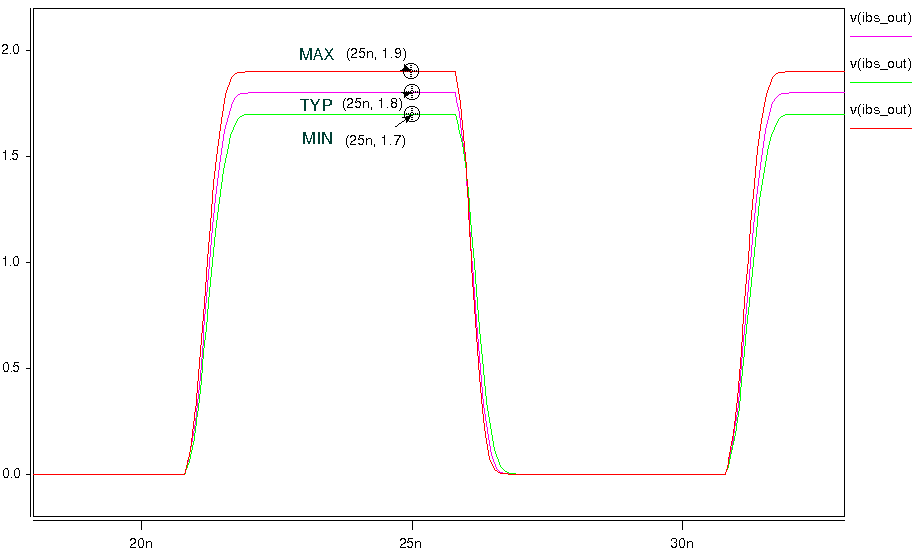 v(ibs_out)
2.0
MAX (25n, 1.9)
v(ibs_out)
TYP (25n, 1.8)
v(ibs_out)
MIN (25n, 1.7)
1.5
1.0
0.5
0.0
20n 25n 30n